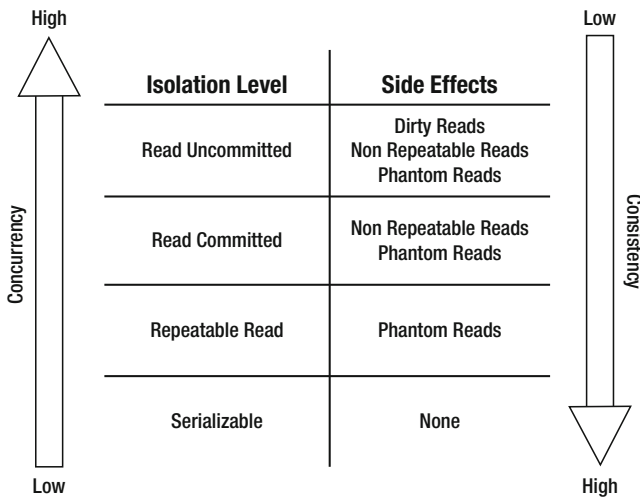 High
Low
Isolation Level
Side Effects
Read Uncommitted
Dirty Reads
Non Repeatable Reads
Phantom Reads
Read Committed
Non Repeatable Reads
Phantom Reads
Repeatable Read
Phantom Reads
Serializable
None
Concurrency
Consistency
Low
High